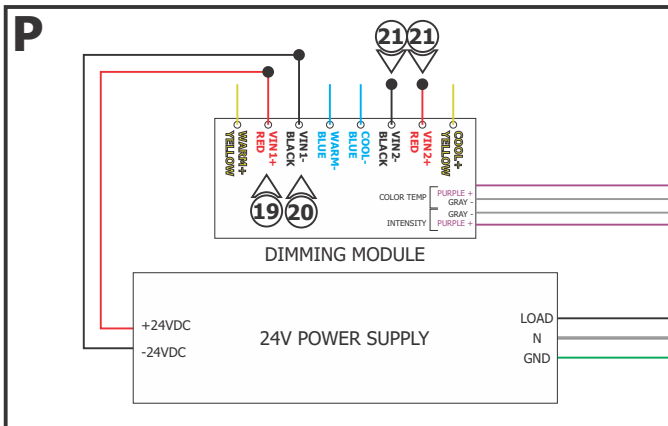 P
21 21
WARM+
YELLOW
VIN1+
RED
VIN1-
BLACK
WARM-
BLUE
COOL-
BLUE
VIN2-
BLACK
VIN2+
RED
COOL+
YELLOW
19 20
COLOR TEMP
PURPLE +
GRAY -
GRAY -
INTENSITY
PURPLE +
DIMMING MODULE
+24VDC
-24VDC
24V POWER SUPPLY
LOAD
N
GND